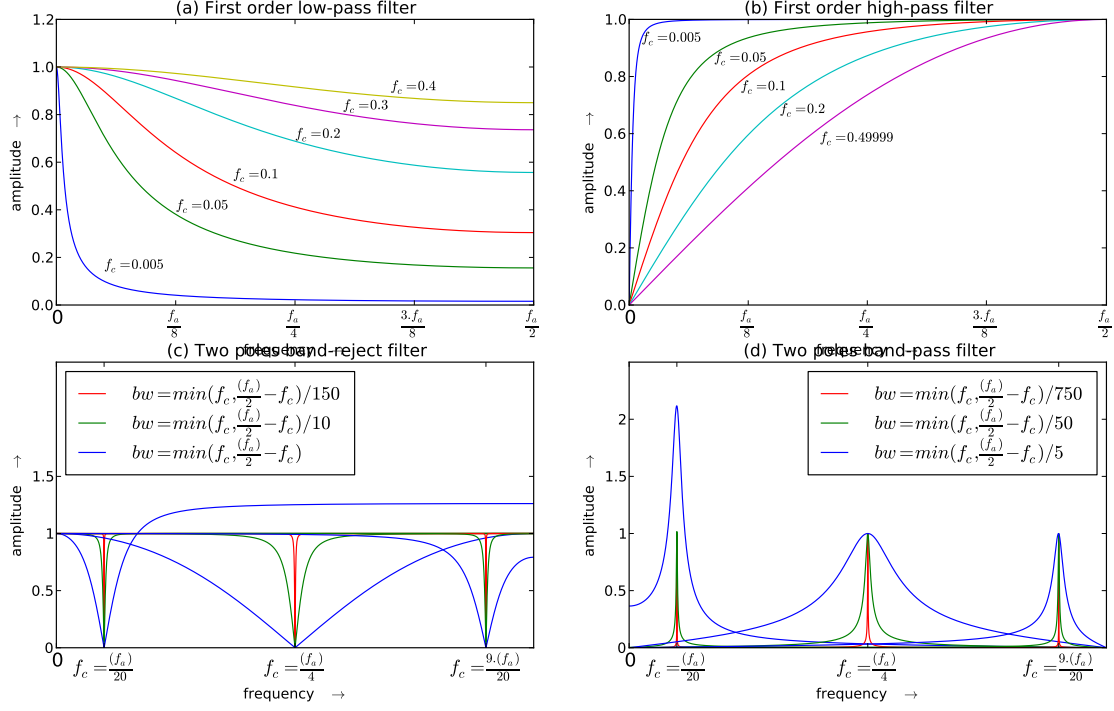 (a) First order low-pass filter
1.2
1.0
0.8
0.6
0.4
0.2
0.0
amplitude →
f_c=0.4
f_c=0.3
f_c=0.2
f_c=0.1
f_c=0.05
f_c=0.005
0 f_a/8 f_a/4 3.f_a/8 f_a/2
frequency →
(b) First order high-pass filter
1.0
0.8
0.6
0.4
0.2
0.0
amplitude →
f_c=0.005
f_c=0.05
f_c=0.1
f_c=0.2
f_c=0.49999
0 f_a/8 f_a/4 3.f_a/8 f_a/2
frequency →
(c) Two poles band-reject filter
bw=min(f_c,(f_a)/2−f_c)/150
bw=min(f_c,(f_a)/2−f_c)/10
bw=min(f_c,(f_a)/2−f_c)
2
1.5
1
0.5
0
amplitude →
0 f_c=(f_a)/20 f_c=(f_a)/4 f_c=9.(f_a)/20
frequency →
(d) Two poles band-pass filter
bw=min(f_c,(f_a)/2−f_c)/750
bw=min(f_c,(f_a)/2−f_c)/50
bw=min(f_c,(f_a)/2−f_c)/5
2
1.5
1
0.5
0
amplitude →
0 f_c=(f_a)/20 f_c=(f_a)/4 f_c=9.(f_a)/20
frequency →